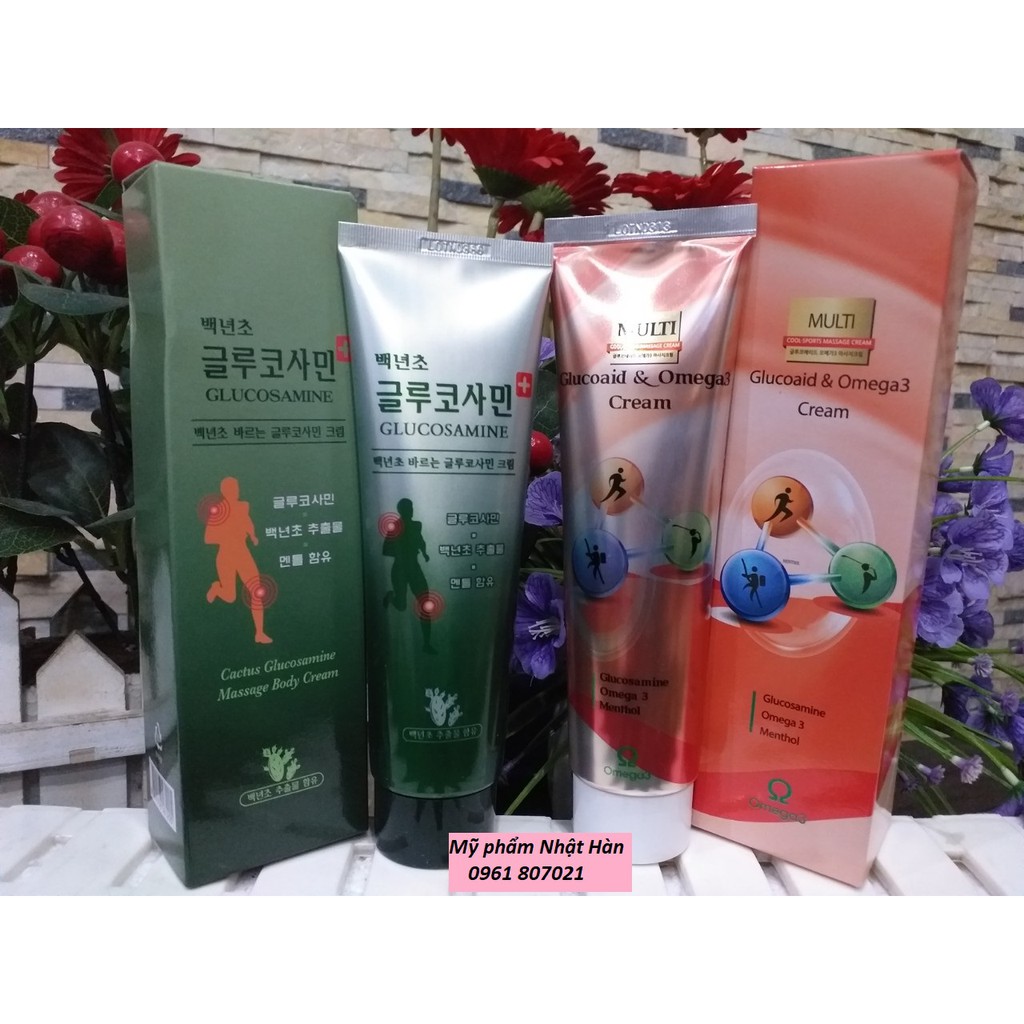 백년초
글루코사민
GLUCOSAMINE
백년초 바르는 글루코사민 크림
글루코사민
백년초 추출물
멘톨 함유
Cactus Glucosamine
Massage Body Cream
백년초 추출물 함유
백년초
글루코사민
GLUCOSAMINE
백년초 바르는 글루코사민 크림
글루코사민
백년초 추출물
멘톨 함유
백년초 추출물 함유
MULTI
Glucoaid & Omega3
Cream
Glucosamine
Omega 3
Menthol
Omega3
MULTI
COOL SPORTS MASSAGE CREAM
Glucoaid & Omega3
Cream
Glucosamine
Omega 3
Menthol
Omega3
Mỹ phẩm Nhật Hàn
0961 807021